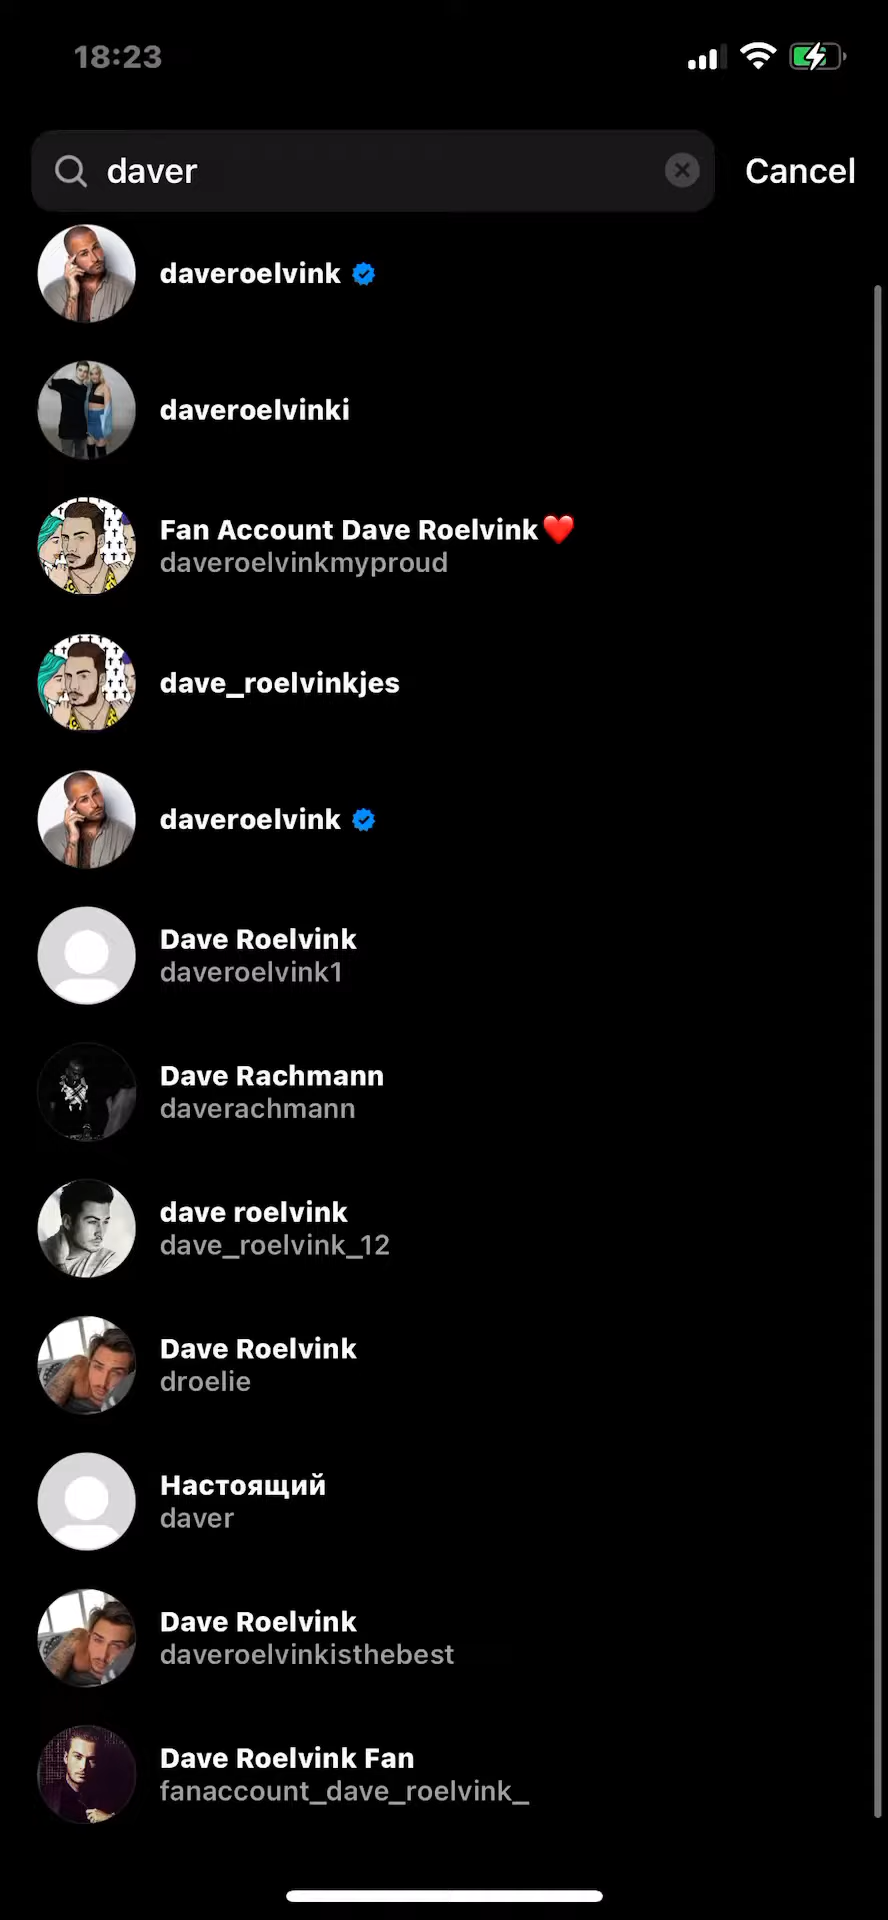 18:23
daver
Cancel
daveroelvink
daveroelvinki
Fan Account Dave Roelvink❤️
daveroelvinkmyproud
dave_roelvinkjes
daveroelvink
Dave Roelvink
daveroelvink1
Dave Rachmann
daverachmann
dave roelvink
dave_roelvink_12
Dave Roelvink
droelie
Настоящий
daver
Dave Roelvink
daveroelvinkisthebest
Dave Roelvink Fan
fanaccount_dave_roelvink_